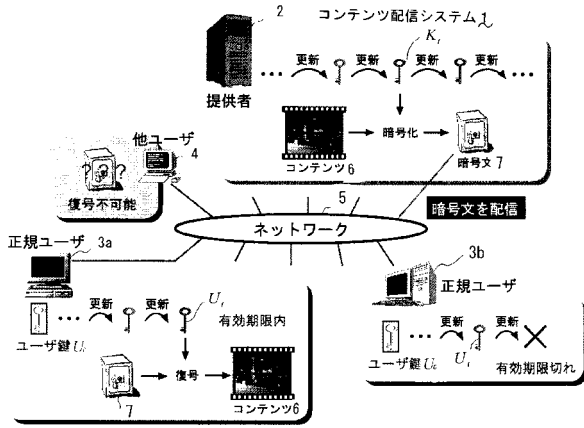 コンテンツ配信システム 1
2
K_t
… 更新 更新 更新 更新 …
提供者
暗号化
コンテンツ6
暗号文7
他ユーザ
4
? ? ?
復号不可能
5
ネットワーク
暗号文を配信
正規ユーザ
3a
… 更新 更新
U_t
有効期限内
ユーザ鍵U₀
復号
7
コンテンツ6
3b
正規ユーザ
… 更新 更新
ユーザ鍵U₀
U_t
有効期限切れ